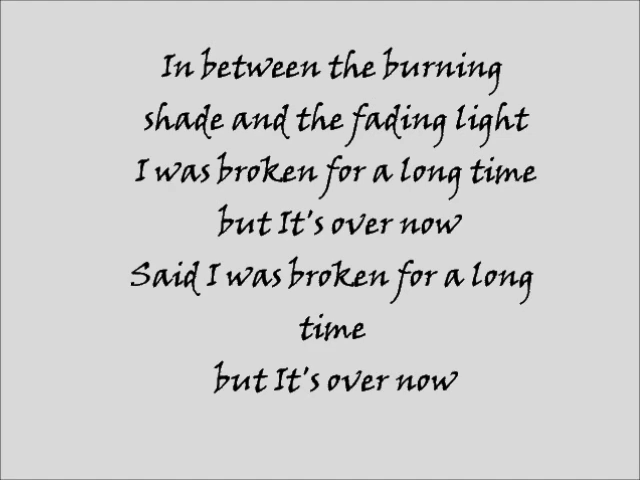 In between the burning
shade and the fading light
I was broken for a long time
but It's over now
Said I was broken for a long
time
but It's over now